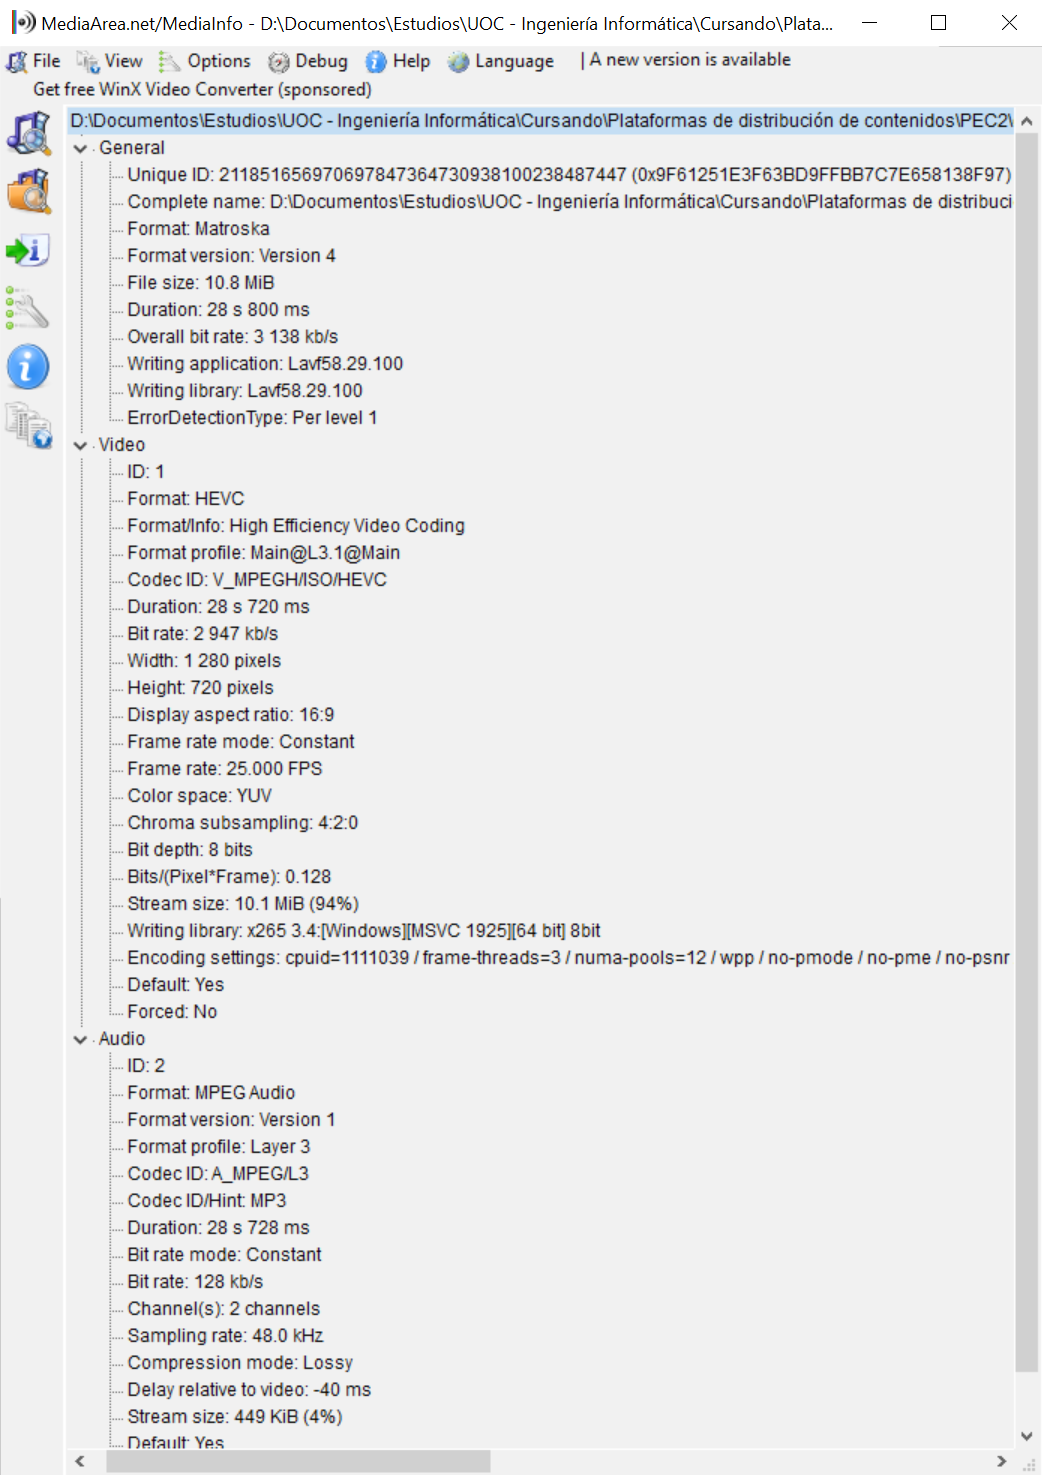 MediaArea.net/MediaInfo - D:\Documentos\Estudios\UOC - Ingeniería Informática\Cursando\Plata...
File View Options Debug Help Language | A new version is available
Get free WinX Video Converter (sponsored)
D:\Documentos\Estudios\UOC - Ingeniería Informática\Cursando\Plataformas de distribución de contenidos\PEC2\
General
Unique ID: 211851656970697847364730938100238487447 (0x9F61251E3F63BD9FFBB7C7E658138F97)
Complete name: D:\Documentos\Estudios\UOC - Ingeniería Informática\Cursando\Plataformas de distribuci
Format: Matroska
Format version: Version 4
File size: 10.8 MiB
Duration: 28 s 800 ms
Overall bit rate: 3 138 kb/s
Writing application: Lavf58.29.100
Writing library: Lavf58.29.100
ErrorDetectionType: Per level 1
Video
ID: 1
Format: HEVC
Format/Info: High Efficiency Video Coding
Format profile: Main@L3.1@Main
Codec ID: V_MPEGH/ISO/HEVC
Duration: 28 s 720 ms
Bit rate: 2 947 kb/s
Width: 1 280 pixels
Height: 720 pixels
Display aspect ratio: 16:9
Frame rate mode: Constant
Frame rate: 25.000 FPS
Color space: YUV
Chroma subsampling: 4:2:0
Bit depth: 8 bits
Bits/(Pixel*Frame): 0.128
Stream size: 10.1 MiB (94%)
Writing library: x265 3.4:[Windows][MSVC 1925][64 bit] 8bit
Encoding settings: cpuid=1111039 / frame-threads=3 / numa-pools=12 / wpp / no-pmode / no-pme / no-psnr
Default: Yes
Forced: No
Audio
ID: 2
Format: MPEG Audio
Format version: Version 1
Format profile: Layer 3
Codec ID: A_MPEG/L3
Codec ID/Hint: MP3
Duration: 28 s 728 ms
Bit rate mode: Constant
Bit rate: 128 kb/s
Channel(s): 2 channels
Sampling rate: 48.0 kHz
Compression mode: Lossy
Delay relative to video: -40 ms
Stream size: 449 KiB (4%)
Default: Yes